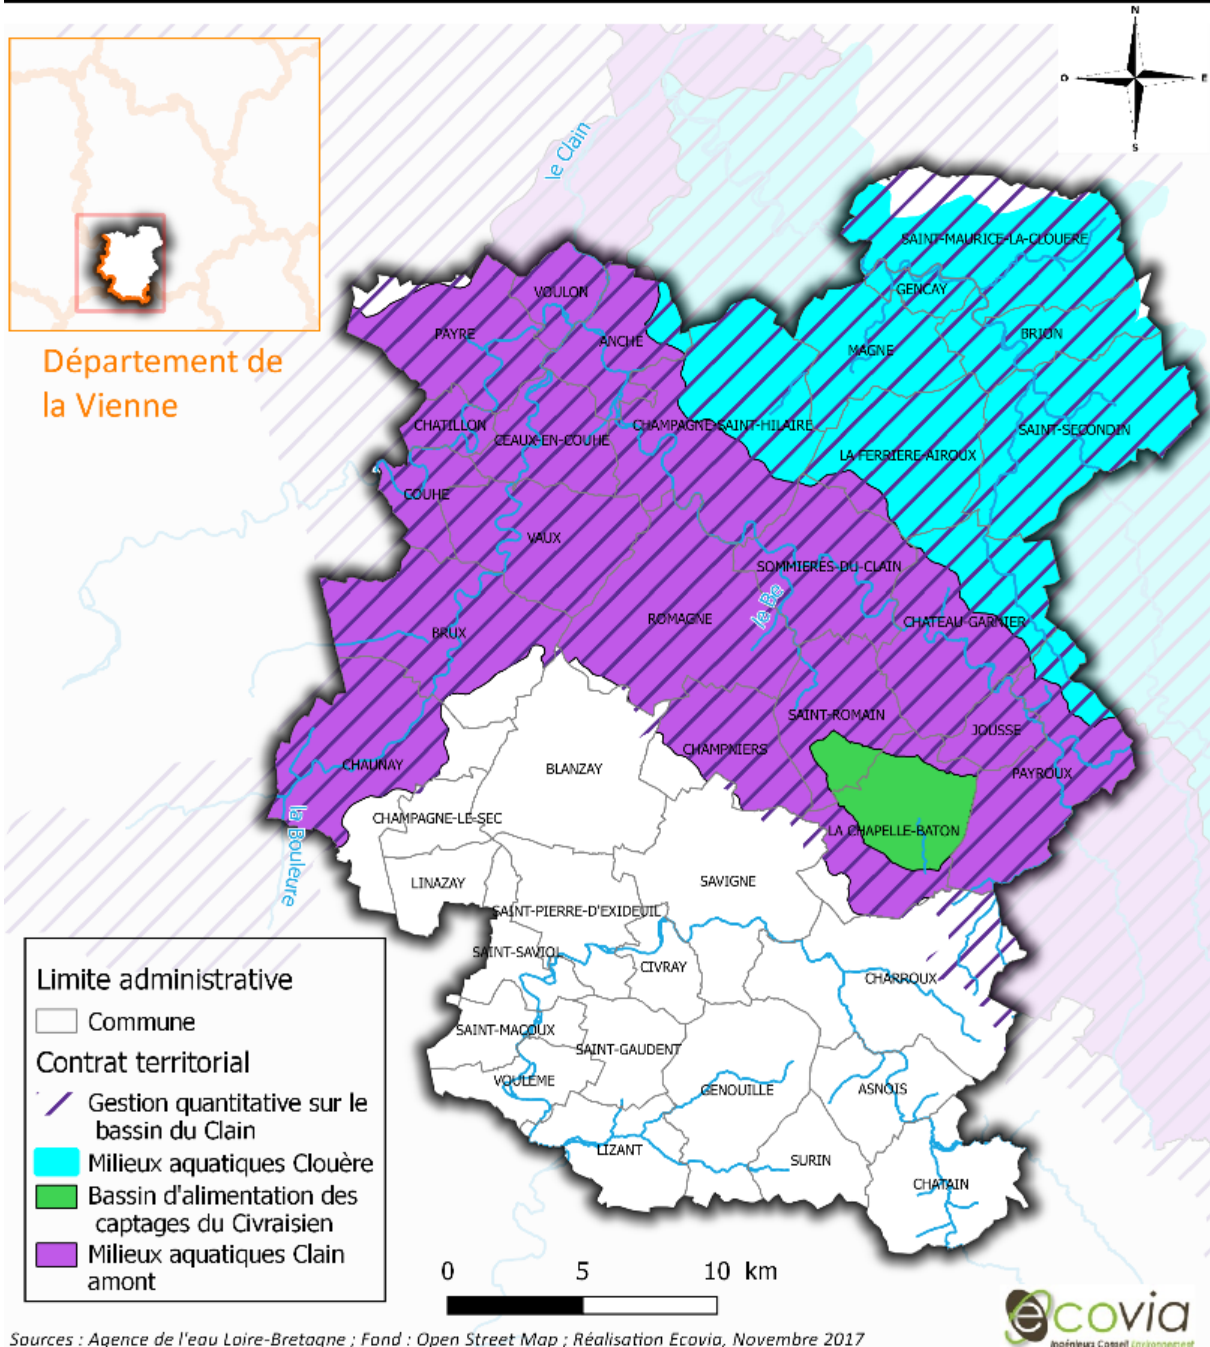 N
O
E
S
le Clain
Département de
la Vienne
SAINT-MAURICE-LA-CLOUERE
GENCAY
VOULON
PAYRE
ANCHE
BRION
MAGNE
CHATILLON
CEAUX-EN-COUHE
CHAMPAGNE-SAINT-HILAIRE
SAINT-SECONDIN
LA FERRIERE-AIROUX
COUHE
VAUX
SOMMIERES-DU-CLAIN
le Be
ROMAGNE
CHATEAU-GARNIER
BRUX
SAINT-ROMAIN
JOUSSE
CHAMPNIERS
CHAUNAY
BLANZAY
PAYROUX
la Bouleure
CHAMPAGNE-LE-SEC
LA CHAPELLE-BATON
LINAZAY
SAVIGNE
SAINT-PIERRE-D'EXIDEUIL
SAINT-SAVIOL
CIVRAY
CHARROUX
SAINT-MACOUX
SAINT-GAUDENT
VOULEME
GENOUILLE
ASNOIS
LIZANT
SURIN
CHATAIN
Limite administrative
Commune
Contrat territorial
Gestion quantitative sur le
bassin du Clain
Milieux aquatiques Clouère
Bassin d'alimentation des
captages du Civraisien
Milieux aquatiques Clain
amont
0 5 10 km
ecovia
Ingénieurs Conseil Environnement
Sources : Agence de l'eau Loire-Bretagne ; Fond : Open Street Map ; Réalisation Ecovia, Novembre 2017